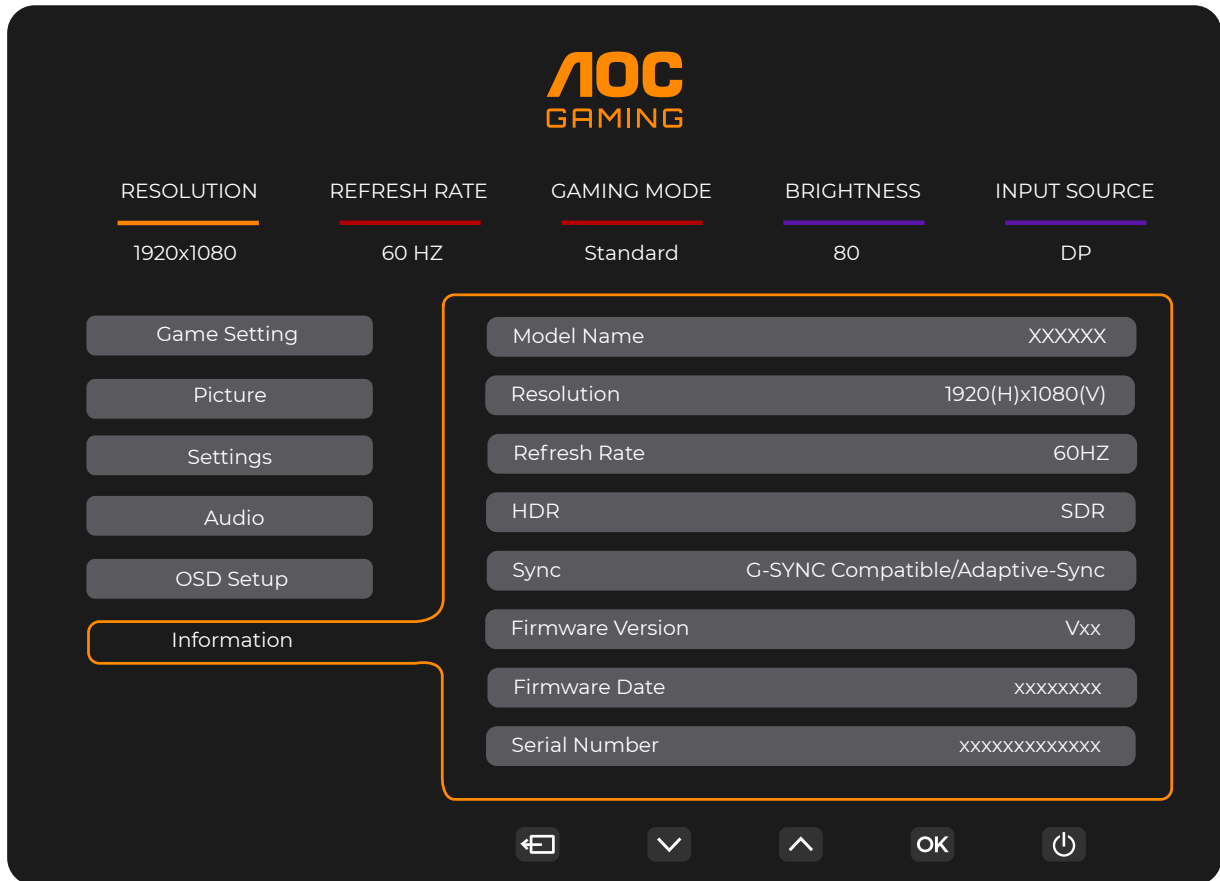 AOC
GAMING
RESOLUTION REFRESH RATE GAMING MODE BRIGHTNESS INPUT SOURCE
1920x1080 60 HZ Standard 80 DP
Game Setting
Picture
Settings
Audio
OSD Setup
Information
Model Name XXXXXX
Resolution 1920(H)x1080(V)
Refresh Rate 60HZ
HDR SDR
Sync G-SYNC Compatible/Adaptive-Sync
Firmware Version Vxx
Firmware Date xxxxxxxx
Serial Number xxxxxxxxxxxxx
OK